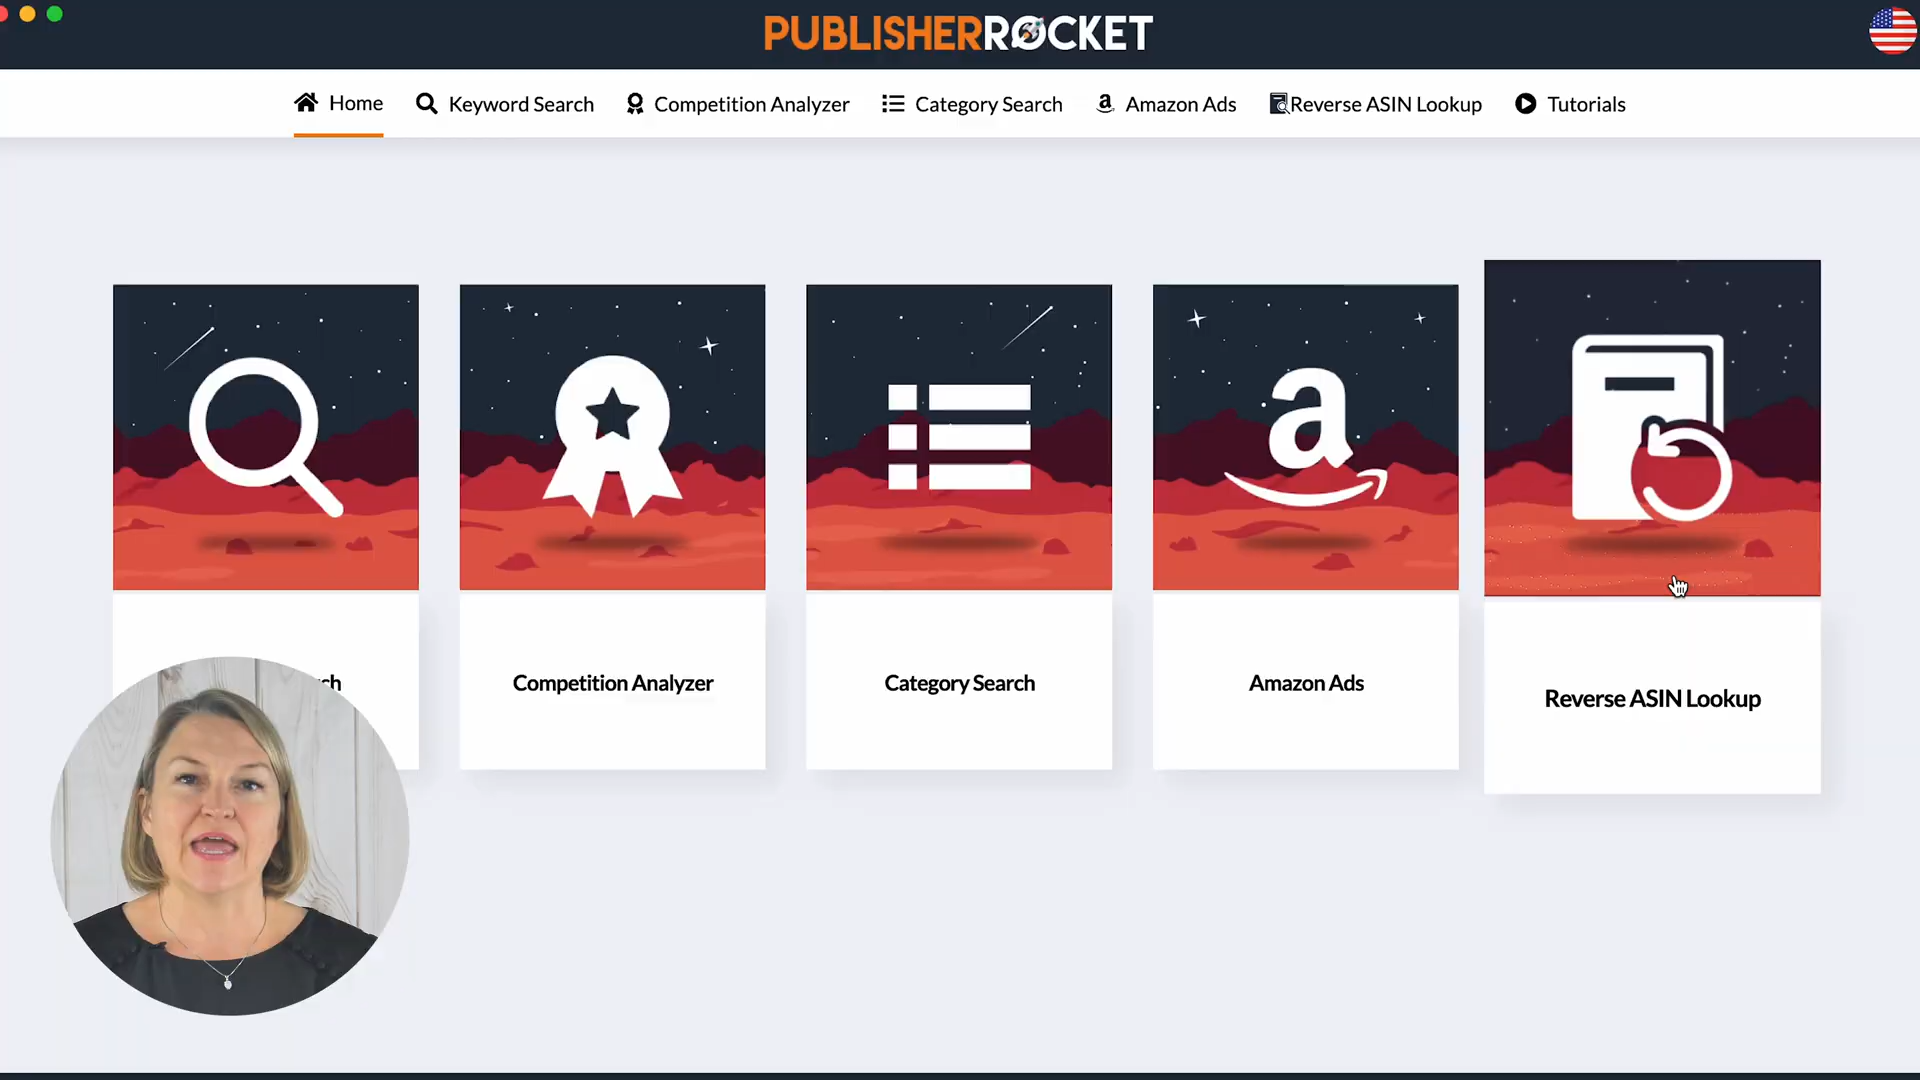 PUBLISHERROCKET
Home
Keyword Search
Competition Analyzer
Category Search
Amazon Ads
Reverse ASIN Lookup
Tutorials
ch
Competition Analyzer
Category Search
Amazon Ads
Reverse ASIN Lookup